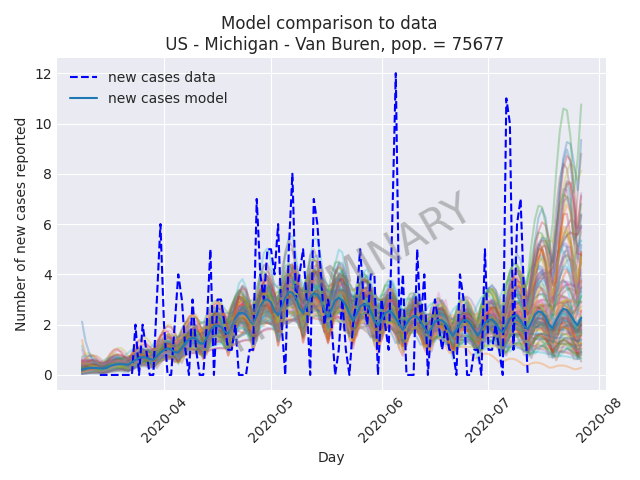 Model comparison to data
US - Michigan - Van Buren, pop. = 75677
new cases data
new cases model
Number of new cases reported
12
10
8
6
4
2
0
2020-04
2020-05
2020-06
2020-07
2020-08
Day